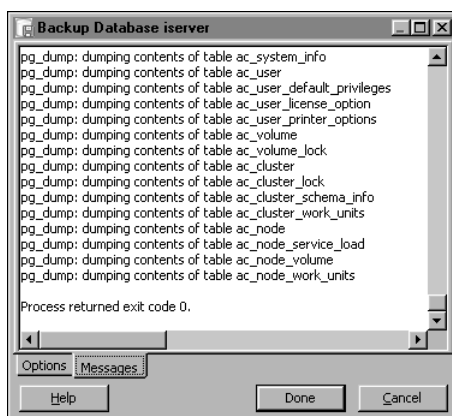 Backup Database iserver
pg_dump: dumping contents of table ac_system_info
pg_dump: dumping contents of table ac_user
pg_dump: dumping contents of table ac_user_default_privileges
pg_dump: dumping contents of table ac_user_license_option
pg_dump: dumping contents of table ac_user_printer_options
pg_dump: dumping contents of table ac_volume
pg_dump: dumping contents of table ac_volume_lock
pg_dump: dumping contents of table ac_cluster
pg_dump: dumping contents of table ac_cluster_lock
pg_dump: dumping contents of table ac_cluster_schema_info
pg_dump: dumping contents of table ac_cluster_work_units
pg_dump: dumping contents of table ac_node
pg_dump: dumping contents of table ac_node_service_load
pg_dump: dumping contents of table ac_node_volume
pg_dump: dumping contents of table ac_node_work_units
Process returned exit code 0.
Options Messages
Help Done Cancel